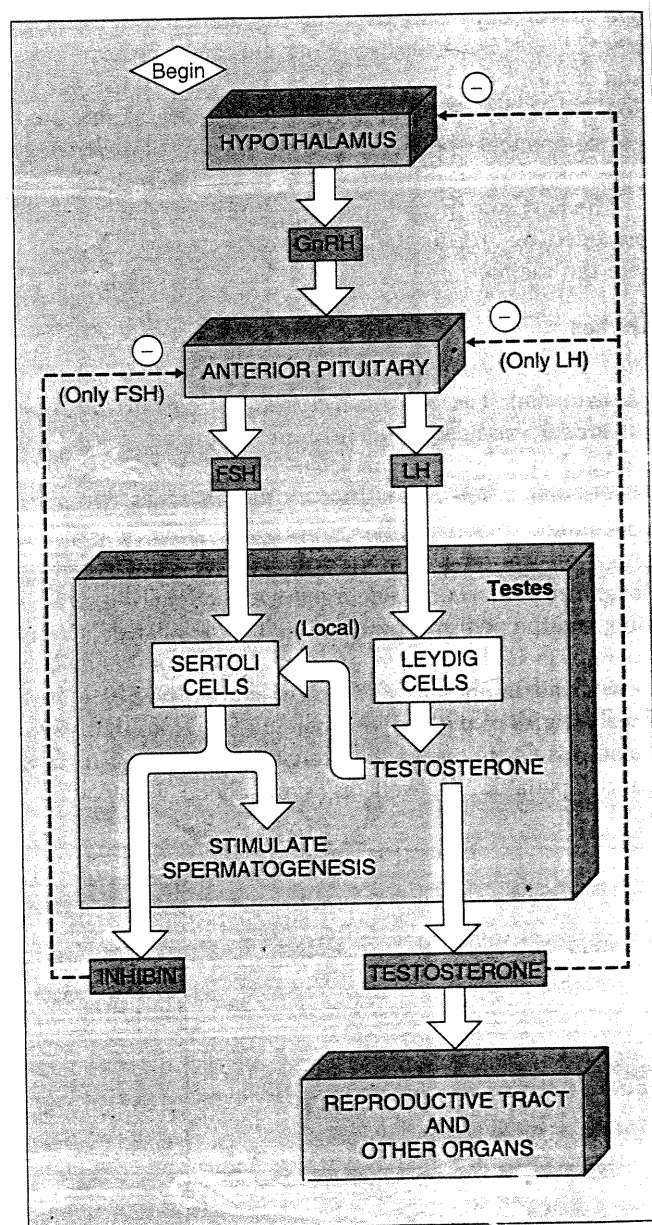 Begin
−
HYPOTHALAMUS
GnRH
−
−
ANTERIOR PITUITARY
(Only FSH)
(Only LH)
FSH
LH
Testes
(Local)
SERTOLI
CELLS
LEYDIG
CELLS
TESTOSTERONE
STIMULATE
SPERMATOGENESIS
INHIBIN
TESTOSTERONE
REPRODUCTIVE TRACT
AND
OTHER ORGANS